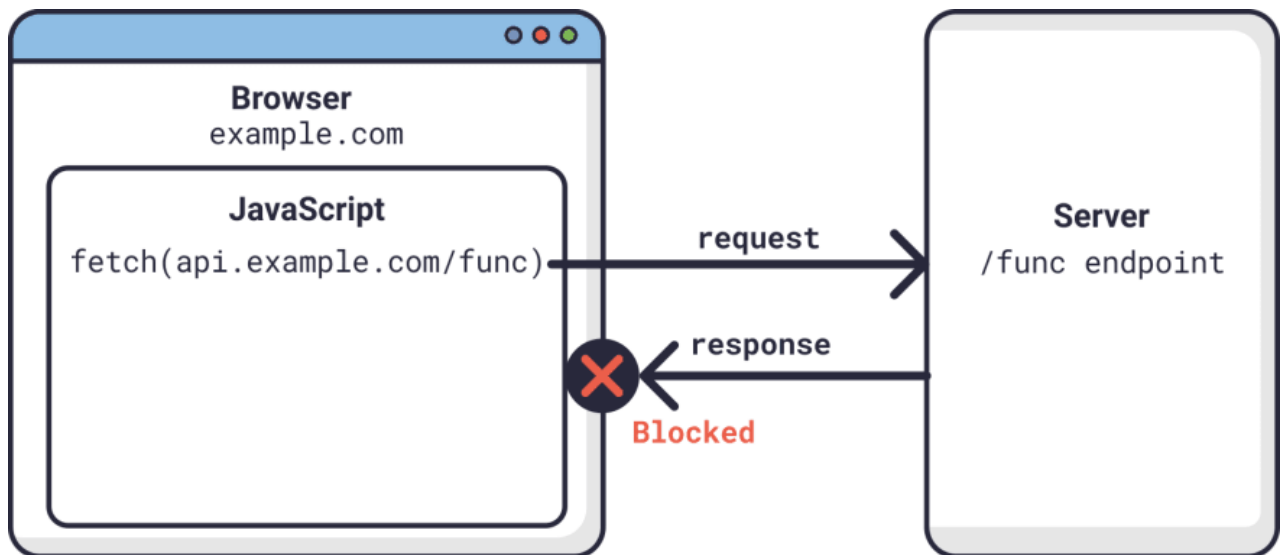 Browser
example.com
JavaScript
fetch(api.example.com/func)
request
response
Blocked
Server
/func endpoint